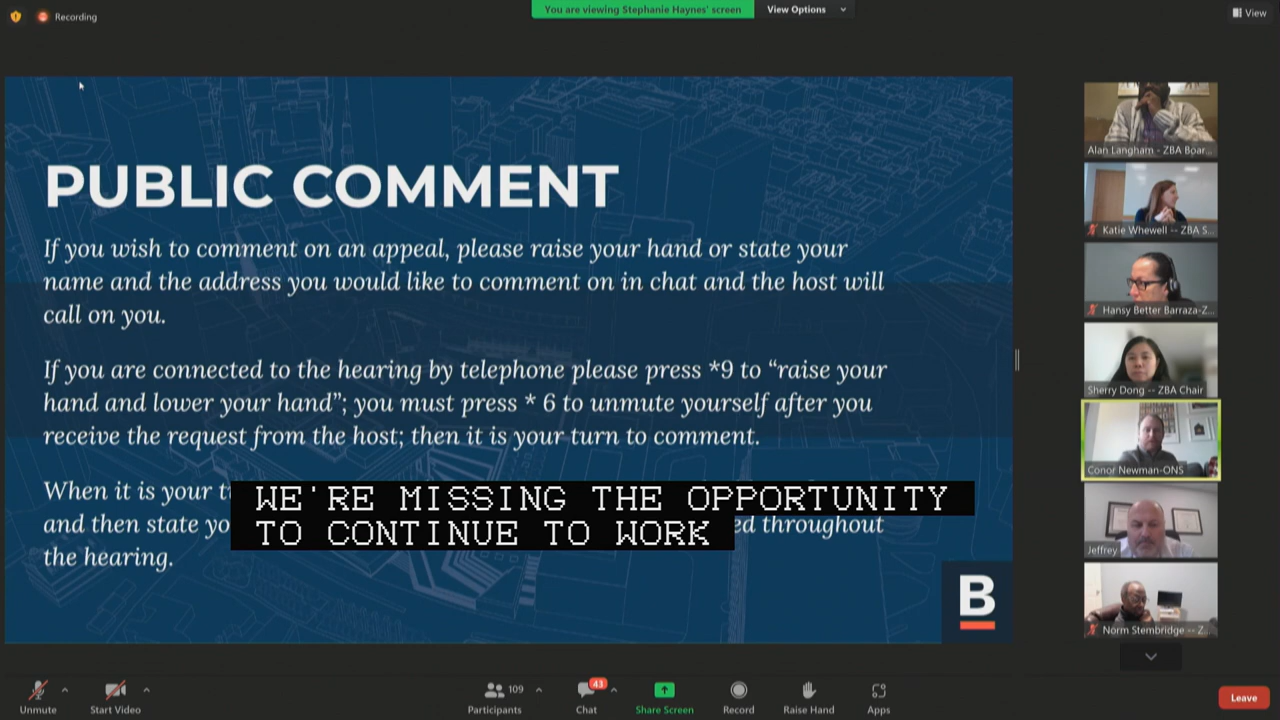 Recording
You are viewing Stephanie Haynes' screen
View Options
View
PUBLIC COMMENT
If you wish to comment on an appeal, please raise your hand or state your
name and the address you would like to comment on in chat and the host will
call on you.
If you are connected to the hearing by telephone please press *9 to “raise your
hand and lower your hand”; you must press * 6 to unmute yourself after you
receive the request from the host; then it is your turn to comment.
When it is your t
and then state yo
ed throughout
the hearing.
WE'RE MISSING THE OPPORTUNITY
TO CONTINUE TO WORK
B
Alan Langham - ZBA Boar...
Katie Whewell -- ZBA S...
Hansy Better Barraza-Z...
Sherry Dong -- ZBA Chair
Conor Newman-ONS
Jeffrey
Norm Stembridge -- Z...
Unmute
Start Video
109
Participants
43
Chat
Share Screen
Record
Raise Hand
Apps
Leave